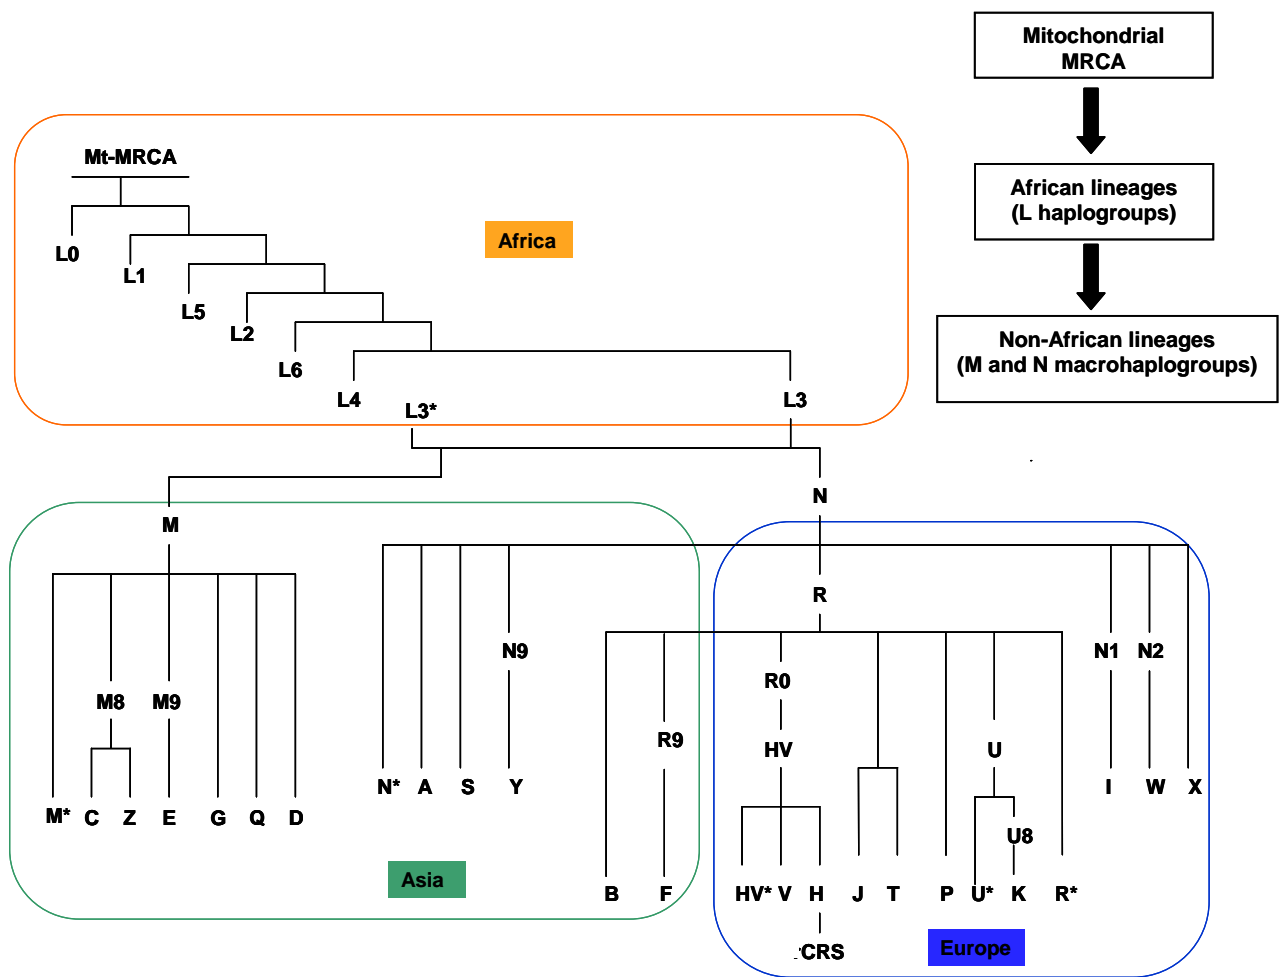 Mitochondrial
MRCA
Mt-MRCA
African lineages
(L haplogroups)
L0
Africa
L1
L5
L2
L6
Non-African lineages
(M and N macrohaplogroups)
L4
L3*
L3
N
M
R
N9
N1
N2
R0
M8
M9
R9
HV
U
N*
A
S
Y
I
W
X
M*
C
Z
E
G
Q
D
U8
Asia
B
F
HV*
V
H
J
T
P
U*
K
R*
CRS
Europe